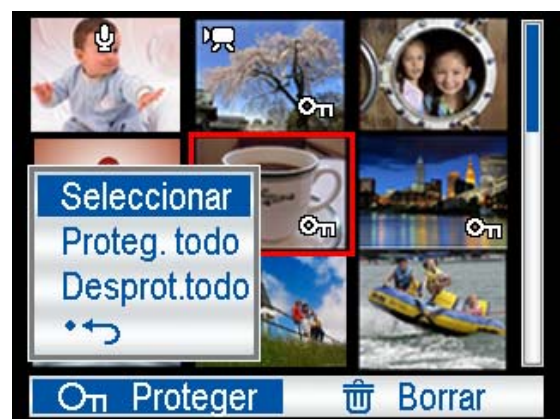 Seleccionar
Proteg. todo
Desprot.todo
Proteger
Borrar